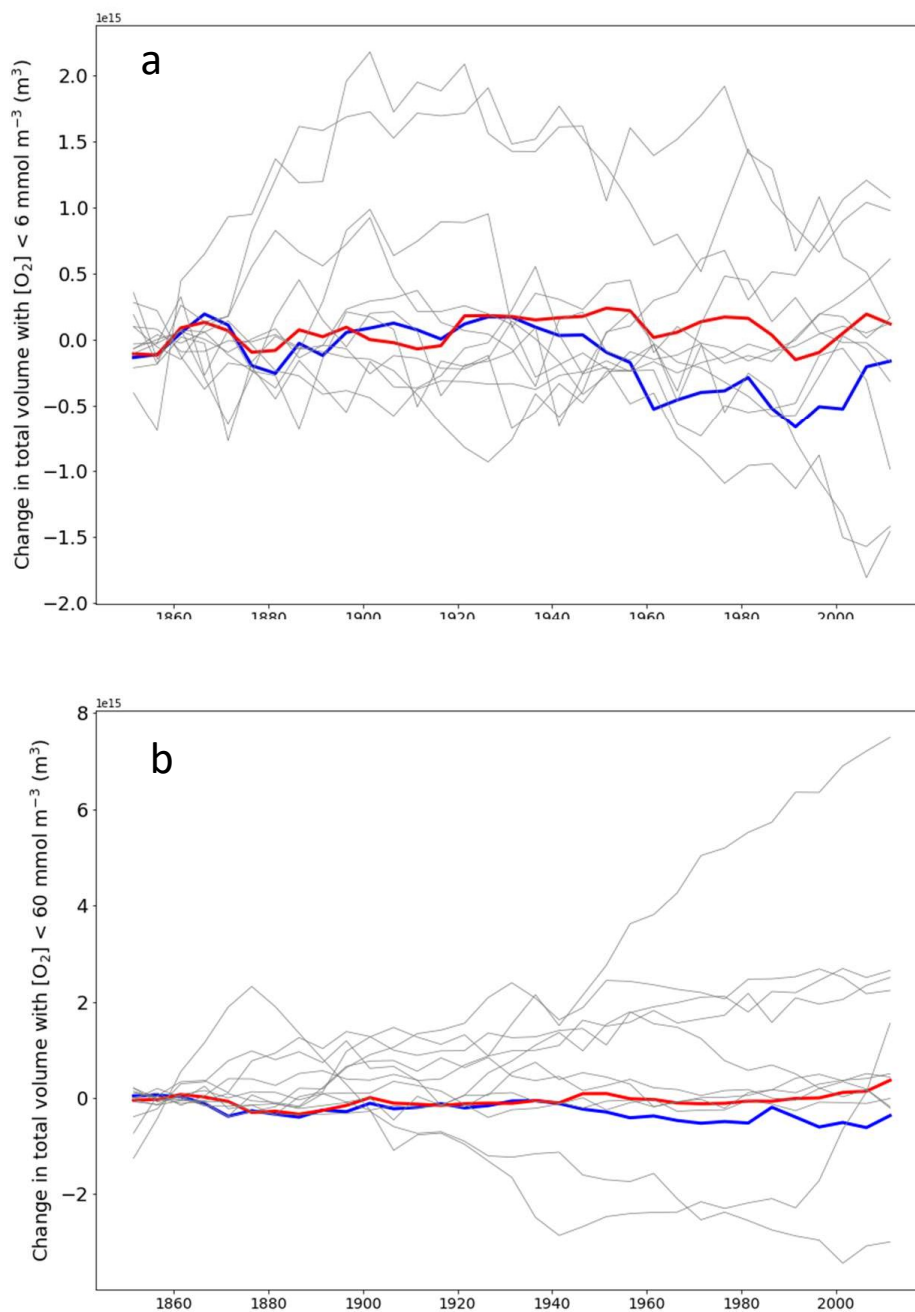 1e15
a
Change in total volume with [O₂] < 6 mmol m⁻³ (m³)
2.0
1.5
1.0
0.5
0.0
−0.5
−1.0
−1.5
−2.0
1860 1880 1900 1920 1940 1960 1980 2000
1e15
b
Change in total volume with [O₂] < 60 mmol m⁻³ (m³)
8
6
4
2
0
−2
1860 1880 1900 1920 1940 1960 1980 2000